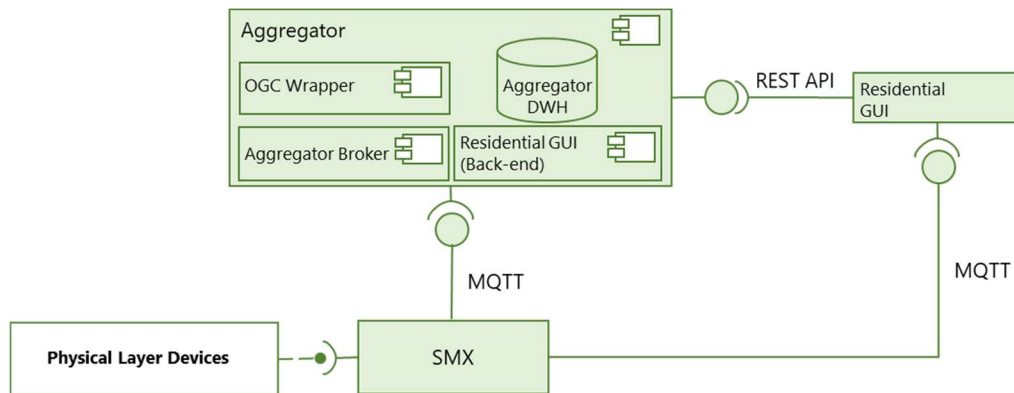 Aggregator
OGC Wrapper
Aggregator
DWH
Aggregator Broker
Residential GUI
(Back-end)
REST API
Residential
GUI
MQTT
MQTT
Physical Layer Devices
SMX